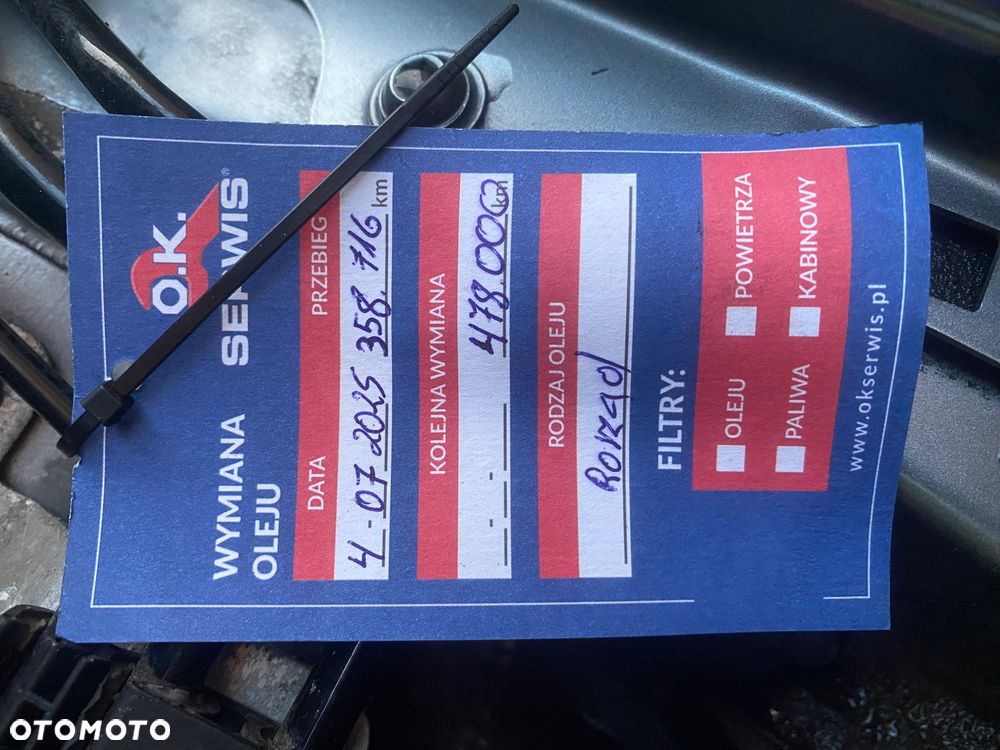 O.K.
SERWIS®
WYMIANA
OLEJU
DATA PRZEBIEG
4-07 2025 358.716 km
KOLEJNA WYMIANA
- - 478.000 km
RODZAJ OLEJU
Rorząd
FILTRY:
OLEJU POWIETRZA
PALIWA KABINOWY
www.okserwis.pl
OTOMOTO